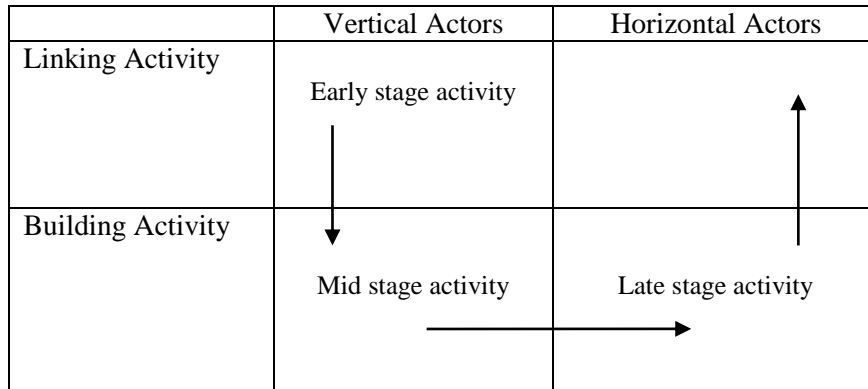 Vertical Actors
Horizontal Actors
Linking Activity
Early stage activity
Building Activity
Mid stage activity
Late stage activity